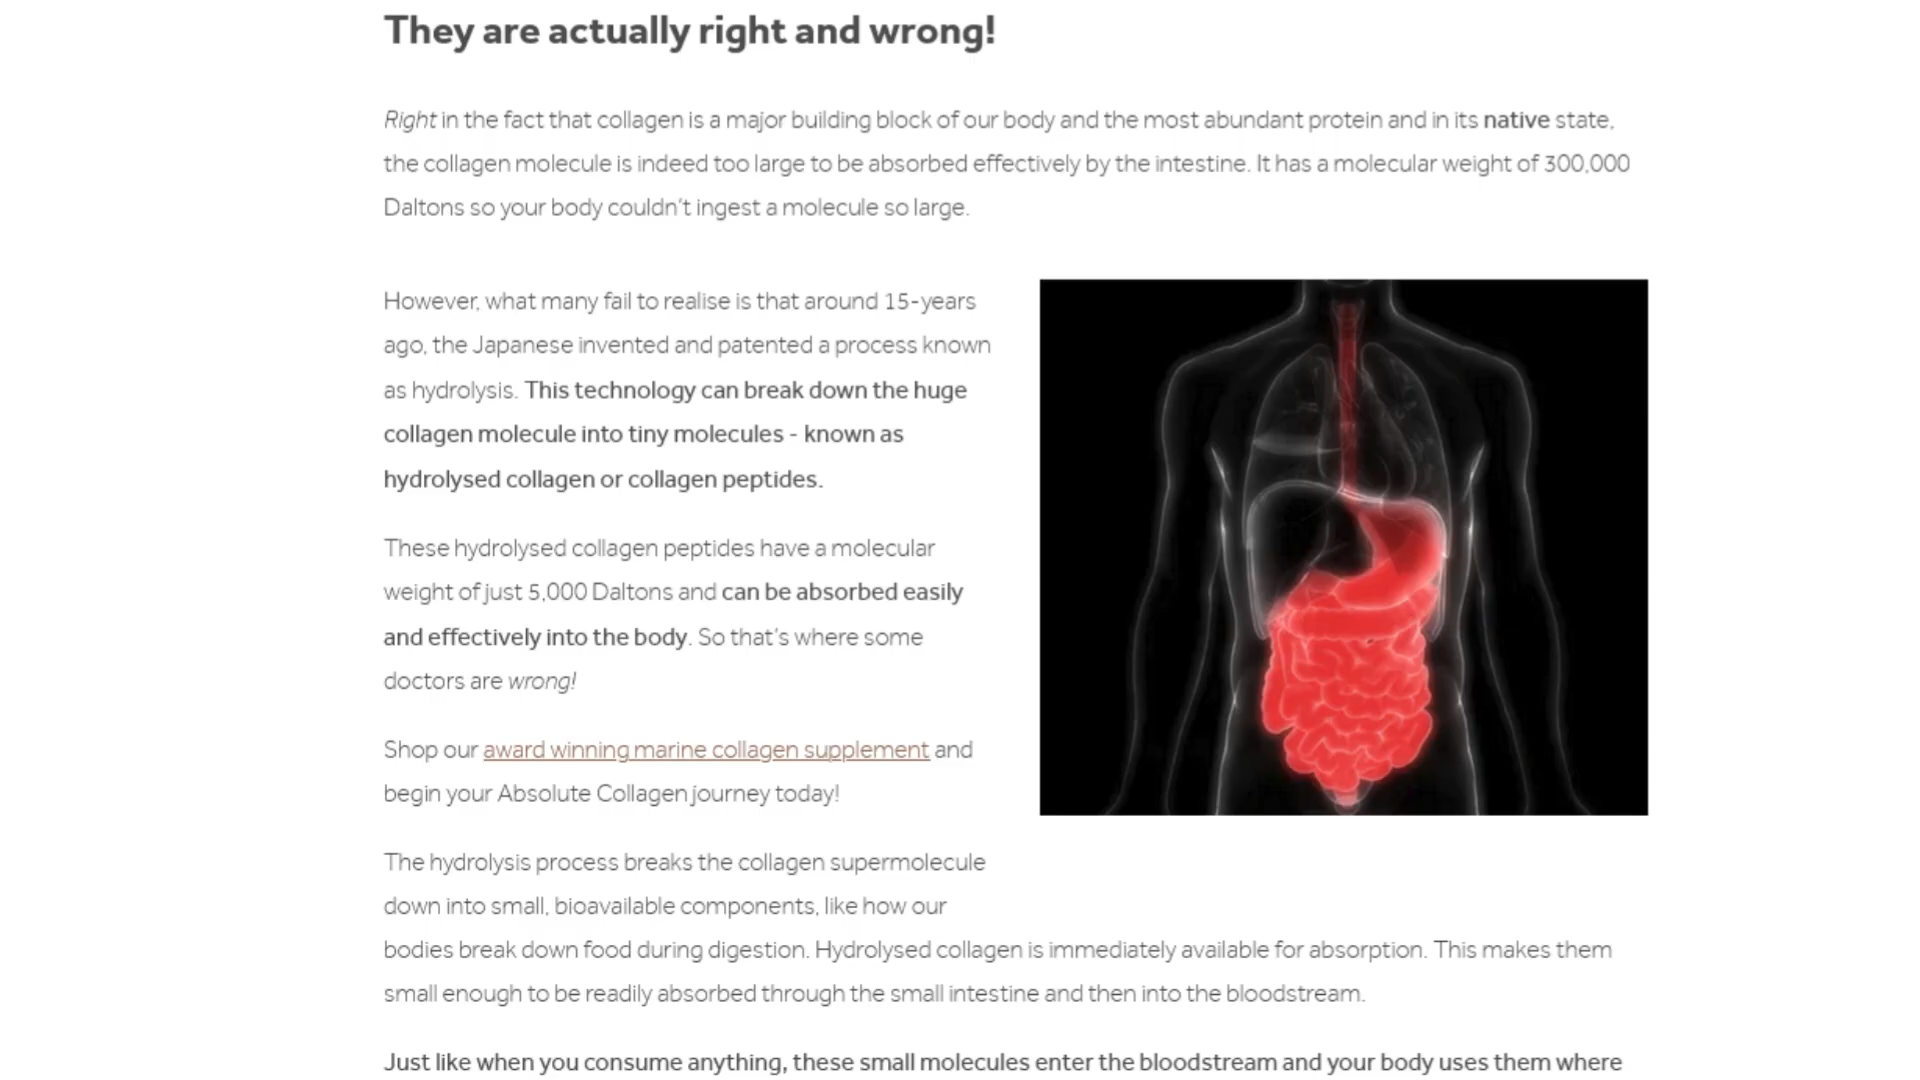 They are actually right and wrong!
Right in the fact that collagen is a major building block of our body and the most abundant protein and in its native state,
the collagen molecule is indeed too large to be absorbed effectively by the intestine. It has a molecular weight of 300,000
Daltons so your body couldn't ingest a molecule so large.
However, what many fail to realise is that around 15-years
ago, the Japanese invented and patented a process known
as hydrolysis. This technology can break down the huge
collagen molecule into tiny molecules - known as
hydrolysed collagen or collagen peptides.
These hydrolysed collagen peptides have a molecular
weight of just 5,000 Daltons and can be absorbed easily
and effectively into the body. So that's where some
doctors are wrong!
Shop our award winning marine collagen supplement and
begin your Absolute Collagen journey today!
The hydrolysis process breaks the collagen supermolecule
down into small, bioavailable components, like how our
bodies break down food during digestion. Hydrolysed collagen is immediately available for absorption. This makes them
small enough to be readily absorbed through the small intestine and then into the bloodstream.
Just like when you consume anything, these small molecules enter the bloodstream and your body uses them where